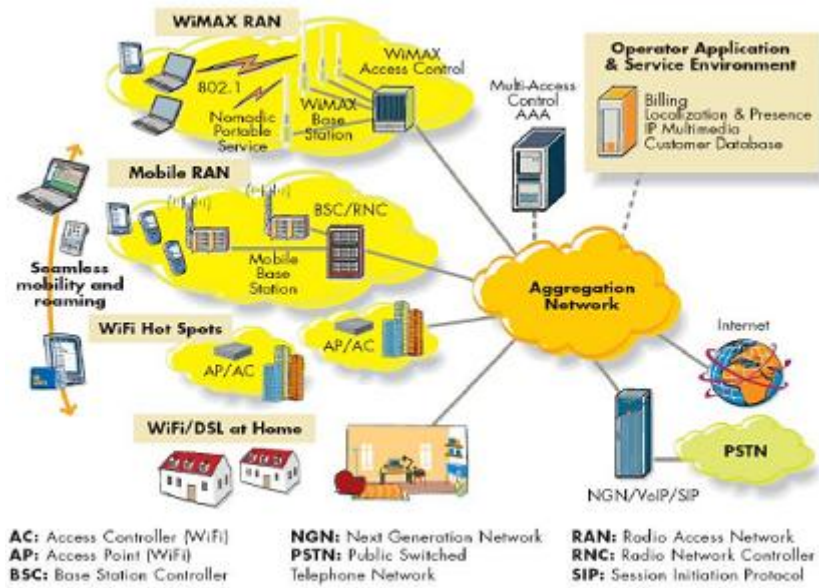 WiMAX RAN
802.1
Nomadic
Portable
Service
WiMAX
Base
Station
WiMAX
Access Control
Multi-Access
Control
AAA
Operator Application
& Service Environment
Billing
Localization & Presence
IP Multimedia
Customer Database
Mobile RAN
BSC/RNC
Mobile
Base
Station
Seamless
mobility and
roaming
Aggregation
Network
WiFi Hot Spots
AP/AC
AP/AC
Internet
WiFi/DSL at Home
PSTN
NGN/VoIP/SIP
AC: Access Controller (WiFi)
AP: Access Point (WiFi)
BSC: Base Station Controller
NGN: Next Generation Network
PSTN: Public Switched
Telephone Network
RAN: Radio Access Network
RNC: Radio Network Controller
SIP: Session Initiation Protocol